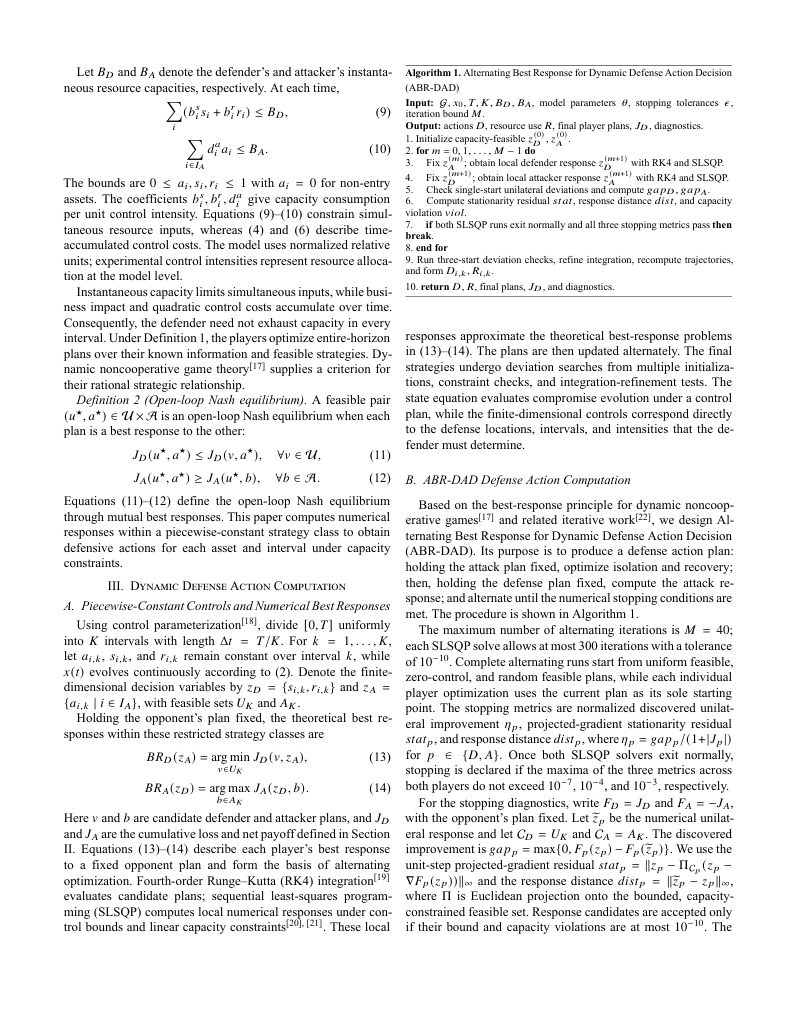 Let B_D and B_A denote the defender's and attacker's instanta-
neous resource capacities, respectively. At each time,
∑_i (b_i^s s_i + b_i^r r_i) ≤ B_D, (9)
∑_{i∈I_A} d_i^a a_i ≤ B_A. (10)
The bounds are 0 ≤ a_i, s_i, r_i ≤ 1 with a_i = 0 for non-entry
assets. The coefficients b_i^s, b_i^r, d_i^a give capacity consumption
per unit control intensity. Equations (9)–(10) constrain simul-
taneous resource inputs, whereas (4) and (6) describe time-
accumulated control costs. The model uses normalized relative
units; experimental control intensities represent resource alloca-
tion at the model level.
Instantaneous capacity limits simultaneous inputs, while busi-
ness impact and quadratic control costs accumulate over time.
Consequently, the defender need not exhaust capacity in every
interval. Under Definition 1, the players optimize entire-horizon
plans over their known information and feasible strategies. Dy-
namic noncooperative game theory[17] supplies a criterion for
their rational strategic relationship.
Definition 2 (Open-loop Nash equilibrium). A feasible pair
(u★, a★) ∈ 𝒰 × 𝒜 is an open-loop Nash equilibrium when each
plan is a best response to the other:
J_D(u★, a★) ≤ J_D(v, a★), ∀v ∈ 𝒰, (11)
J_A(u★, a★) ≥ J_A(u★, b), ∀b ∈ 𝒜. (12)
Equations (11)–(12) define the open-loop Nash equilibrium
through mutual best responses. This paper computes numerical
responses within a piecewise-constant strategy class to obtain
defensive actions for each asset and interval under capacity
constraints.
III. Dynamic Defense Action Computation
A. Piecewise-Constant Controls and Numerical Best Responses
Using control parameterization[18], divide [0, T] uniformly
into K intervals with length Δt = T/K. For k = 1, . . . , K,
let a_{i,k}, s_{i,k}, and r_{i,k} remain constant over interval k, while
x(t) evolves continuously according to (2). Denote the finite-
dimensional decision variables by z_D = {s_{i,k}, r_{i,k}} and z_A =
{a_{i,k} | i ∈ I_A}, with feasible sets U_K and A_K.
Holding the opponent's plan fixed, the theoretical best re-
sponses within these restricted strategy classes are
BR_D(z_A) = arg min_{v∈U_K} J_D(v, z_A), (13)
BR_A(z_D) = arg max_{b∈A_K} J_A(z_D, b). (14)
Here v and b are candidate defender and attacker plans, and J_D
and J_A are the cumulative loss and net payoff defined in Section
II. Equations (13)–(14) describe each player's best response
to a fixed opponent plan and form the basis of alternating
optimization. Fourth-order Runge–Kutta (RK4) integration[19]
evaluates candidate plans; sequential least-squares program-
ming (SLSQP) computes local numerical responses under con-
trol bounds and linear capacity constraints[20], [21]. These local
Algorithm 1. Alternating Best Response for Dynamic Defense Action Decision
(ABR-DAD)
Input: 𝒢, x_0, T, K, B_D, B_A, model parameters θ, stopping tolerances ϵ,
iteration bound M.
Output: actions D, resource use R, final player plans, J_D, diagnostics.
1. Initialize capacity-feasible z_D^(0), z_A^(0).
2. for m = 0, 1, . . . , M − 1 do
3. Fix z_A^(m); obtain local defender response z_D^(m+1) with RK4 and SLSQP.
4. Fix z_D^(m+1); obtain local attacker response z_A^(m+1) with RK4 and SLSQP.
5. Check single-start unilateral deviations and compute gap_D, gap_A.
6. Compute stationarity residual stat, response distance dist, and capacity
violation viol.
7. if both SLSQP runs exit normally and all three stopping metrics pass then
break.
8. end for
9. Run three-start deviation checks, refine integration, recompute trajectories,
and form D_{i,k}, R_{i,k}.
10. return D, R, final plans, J_D, and diagnostics.
responses approximate the theoretical best-response problems
in (13)–(14). The plans are then updated alternately. The final
strategies undergo deviation searches from multiple initializa-
tions, constraint checks, and integration-refinement tests. The
state equation evaluates compromise evolution under a control
plan, while the finite-dimensional controls correspond directly
to the defense locations, intervals, and intensities that the de-
fender must determine.
B. ABR-DAD Defense Action Computation
Based on the best-response principle for dynamic noncoop-
erative games[17] and related iterative work[22], we design Al-
ternating Best Response for Dynamic Defense Action Decision
(ABR-DAD). Its purpose is to produce a defense action plan:
holding the attack plan fixed, optimize isolation and recovery;
then, holding the defense plan fixed, compute the attack re-
sponse; and alternate until the numerical stopping conditions are
met. The procedure is shown in Algorithm 1.
The maximum number of alternating iterations is M = 40;
each SLSQP solve allows at most 300 iterations with a tolerance
of 10^−10. Complete alternating runs start from uniform feasible,
zero-control, and random feasible plans, while each individual
player optimization uses the current plan as its sole starting
point. The stopping metrics are normalized discovered unilat-
eral improvement η_p, projected-gradient stationarity residual
stat_p, and response distance dist_p, where η_p = gap_p/(1+|J_p|)
for p ∈ {D, A}. Once both SLSQP solvers exit normally,
stopping is declared if the maxima of the three metrics across
both players do not exceed 10^−7, 10^−4, and 10^−3, respectively.
For the stopping diagnostics, write F_D = J_D and F_A = −J_A,
with the opponent's plan fixed. Let z̃_p be the numerical unilat-
eral response and let C_D = U_K and C_A = A_K. The discovered
improvement is gap_p = max{0, F_p(z_p) − F_p(z̃_p)}. We use the
unit-step projected-gradient residual stat_p = ∥z_p − Π_{C_p}(z_p −
∇F_p(z_p))∥_∞ and the response distance dist_p = ∥z̃_p − z_p∥_∞,
where Π is Euclidean projection onto the bounded, capacity-
constrained feasible set. Response candidates are accepted only
if their bound and capacity violations are at most 10^−10. The